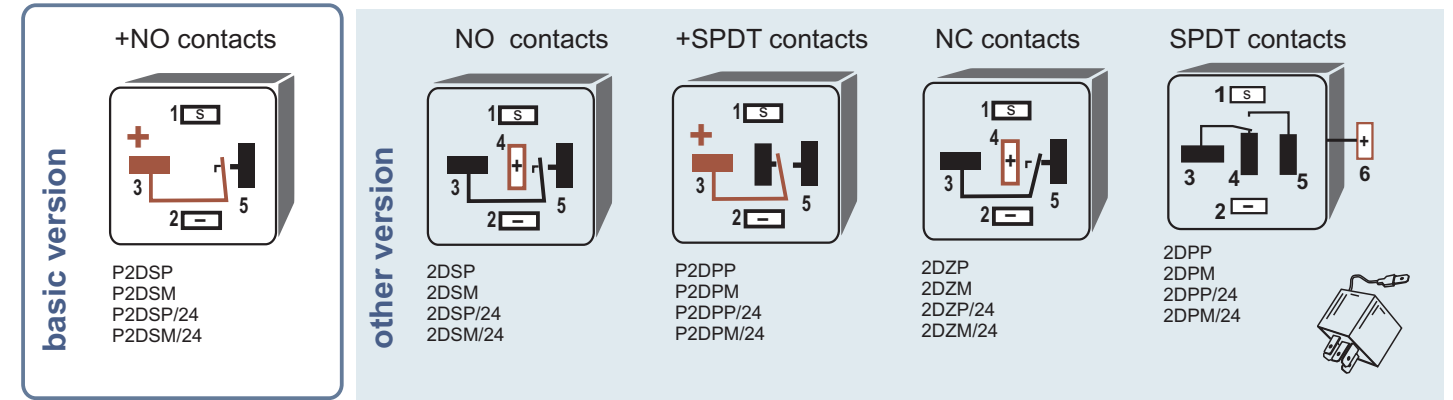 basic version
+NO contacts
1 S
+
3
5
2 −
P2DSP
P2DSM
P2DSP/24
P2DSM/24
other version
NO contacts
1 S
4
+
3
5
2 −
2DSP
2DSM
2DSP/24
2DSM/24
+SPDT contacts
1 S
+
3
5
2 −
P2DPP
P2DPM
P2DPP/24
P2DPM/24
NC contacts
1 S
4
+
3
5
2 −
2DZP
2DZM
2DZP/24
2DZM/24
SPDT contacts
1 S
+
3 4 5 6
2 −
2DPP
2DPM
2DPP/24
2DPM/24